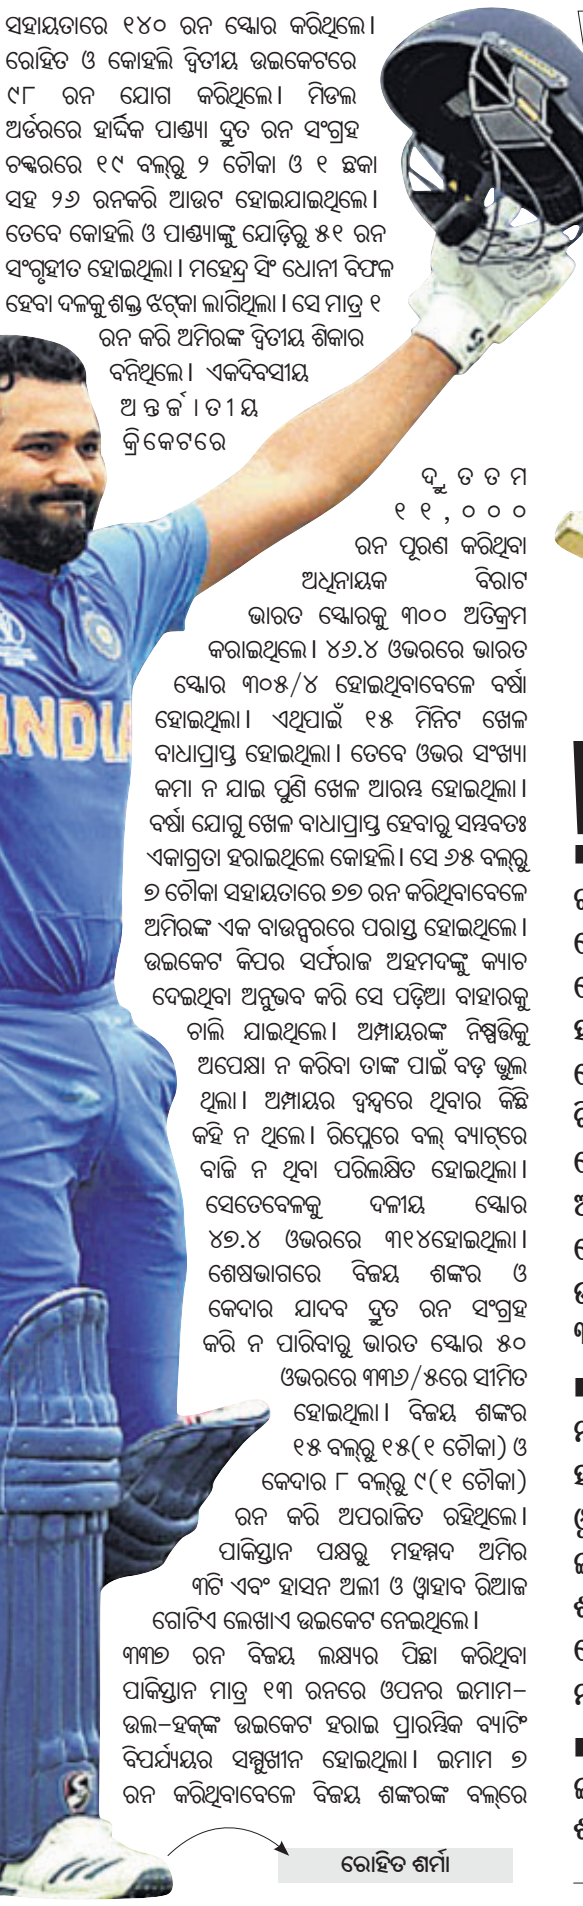 ସହାୟତାରେ ୧୪୦ ରନ ସ୍କୋର କରିଥିଲେ।
ରୋହିତ ଓ କୋହଲି ଦ୍ୱିତୀୟ ଉଇକେଟରେ
୯୮ ରନ ଯୋଗ କରିଥିଲେ। ମିଡଲ
ଅର୍ଡରରେ ହାର୍ଦ୍ଦିକ ପାଣ୍ଡ୍ୟା ଦ୍ରୁତ ରନ ସଂଗ୍ରହ
ଚକ୍କରରେ ୧୯ ବଲ୍‌ରୁ ୨ ଚୌକା ଓ ୧ ଛକା
ସହ ୨୬ ରନକରି ଆଉଟ ହୋଇଯାଇଥିଲେ।
ତେବେ କୋହଲି ଓ ପାଣ୍ଡ୍ୟାଙ୍କୁ ଯୋଡ଼ିରୁ ୫୧ ରନ
ସଂଗୃହୀତ ହୋଇଥିଲା। ମହେନ୍ଦ୍ର ସିଂ ଧୋନୀ ବିଫଳ
ହେବା ଦଳକୁ ଶକ୍ତ ଝଟ୍‌କା ଲାଗିଥିଲା। ସେ ମାତ୍ର ୧
ରନ କରି ଅମିରଙ୍କ ଦ୍ୱିତୀୟ ଶିକାର
ବନିଥିଲେ। ଏକଦିବସୀୟ
ଅନ୍ତର୍ଜାତୀୟ
କ୍ରିକେଟରେ
ଦ୍ରୁତତମ
୧୧,୦୦୦
ରନ ପୂରଣ କରିଥିବା
ଅଧିନାୟକ ବିରାଟ
ଭାରତ ସ୍କୋରକୁ ୩୦୦ ଅତିକ୍ରମ
କରାଇଥିଲେ। ୪୬.୪ ଓଭରରେ ଭାରତ
ସ୍କୋର ୩୦୫/୪ ହୋଇଥିବାବେଳେ ବର୍ଷା
ହୋଇଥିଲା। ଏଥିପାଇଁ ୧୫ ମିନିଟ ଖେଳ
ବାଧାପ୍ରାପ୍ତ ହୋଇଥିଲା। ତେବେ ଓଭର ସଂଖ୍ୟା
କମା ନ ଯାଇ ପୁଣି ଖେଳ ଆରମ୍ଭ ହୋଇଥିଲା।
ବର୍ଷା ଯୋଗୁ ଖେଳ ବାଧାପ୍ରାପ୍ତ ହେବାରୁ ସମ୍ଭବତଃ
ଏକାଗ୍ରତା ହରାଇଥିଲେ କୋହଲି। ସେ ୬୫ ବଲ୍‌ରୁ
୭ ଚୌକା ସହାୟତାରେ ୭୭ ରନ କରିଥିବାବେଳେ
ଅମିରଙ୍କ ଏକ ବାଉନ୍ସରରେ ପରାସ୍ତ ହୋଇଥିଲେ।
ଉଇକେଟ କିପର ସର୍ଫରାଜ ଅହମଦଙ୍କୁ କ୍ୟାଚ
ଦେଇଥିବା ଅନୁଭବ କରି ସେ ପଡ଼ିଆ ବାହାରକୁ
ଚାଲି ଯାଇଥିଲେ। ଅମ୍ପାୟରଙ୍କ ନିଷ୍ପତ୍ତିକୁ
ଅପେକ୍ଷା ନ କରିବା ତାଙ୍କ ପାଇଁ ବଡ଼ ଭୁଲ
ଥିଲା। ଅମ୍ପାୟର ଦ୍ୱନ୍ଦ୍ୱରେ ଥିବାର କିଛି
କହି ନ ଥିଲେ। ରିପ୍ଲେରେ ବଲ୍ ବ୍ୟାଟ୍‌ରେ
ବାଜି ନ ଥିବା ପରିଲକ୍ଷିତ ହୋଇଥିଲା।
ସେତେବେଳକୁ ଦଳୀୟ ସ୍କୋର
୪୭.୪ ଓଭରରେ ୩୧୪ହୋଇଥିଲା।
ଶେଷଭାଗରେ ବିଜୟ ଶଙ୍କର ଓ
କେଦାର ଯାଦବ ଦ୍ରୁତ ରନ ସଂଗ୍ରହ
କରି ନ ପାରିବାରୁ ଭାରତ ସ୍କୋର ୫୦
ଓଭରରେ ୩୩୬/୫ରେ ସୀମିତ
ହୋଇଥିଲା। ବିଜୟ ଶଙ୍କର
୧୫ ବଲ୍‌ରୁ ୧୫(୧ ଚୌକା) ଓ
କେଦାର ୮ ବଲ୍‌ରୁ ୯(୧ ଚୌକା)
ରନ କରି ଅପରାଜିତ ରହିଥିଲେ।
ପାକିସ୍ତାନ ପକ୍ଷରୁ ମହମ୍ମଦ ଅମିର
୩ଟି ଏବଂ ହାସନ ଅଲୀ ଓ ୱାହାବ ରିଆଜ
ଗୋଟିଏ ଲେଖାଏ ଉଇକେଟ ନେଇଥିଲେ।
୩୩୭ ରନ ବିଜୟ ଲକ୍ଷ୍ୟର ପିଛା କରିଥିବା
ପାକିସ୍ତାନ ମାତ୍ର ୧୩ ରନରେ ଓପନର ଇମାମ-
ଉଲ-ହକ୍‌ଙ୍କ ଉଇକେଟ ହରାଇ ପ୍ରାରମ୍ଭିକ ବ୍ୟାଟିଂ
ବିପର୍ଯ୍ୟୟର ସମ୍ମୁଖୀନ ହୋଇଥିଲା। ଇମାମ ୭
ରନ କରିଥିବାବେଳେ ବିଜୟ ଶଙ୍କରଙ୍କ ବଲ୍‌ରେ
ରୋହିତ ଶର୍ମା
INDIA